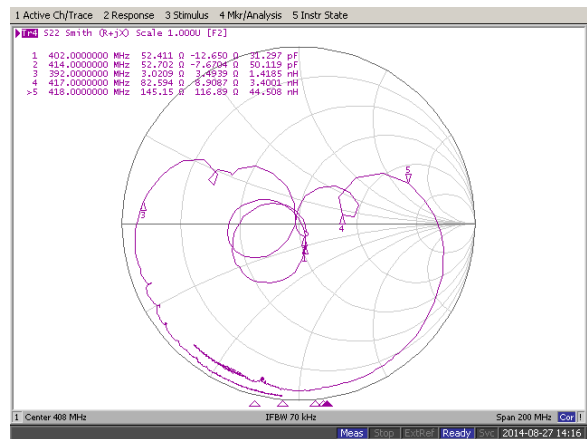 1 Active Ch/Trace 2 Response 3 Stimulus 4 Mkr/Analysis 5 Instr State
Tr4 S22 Smith (R+jX) Scale 1.000U [F2]
1 402.0000000 MHz 52.411 Ω -12.650 Ω 31.297 pF
2 414.0000000 MHz 52.702 Ω -7.6704 Ω 50.119 pF
3 392.0000000 MHz 3.0209 Ω 3.4939 Ω 1.4185 nH
4 417.0000000 MHz 82.594 Ω 8.9087 Ω 3.4001 nH
>5 418.0000000 MHz 145.15 Ω 116.89 Ω 44.508 nH
5
3
4
1
1 Center 408 MHz IFBW 70 kHz Span 200 MHz Cor !
Meas Stop ExtRef Ready Svc 2014-08-27 14:16